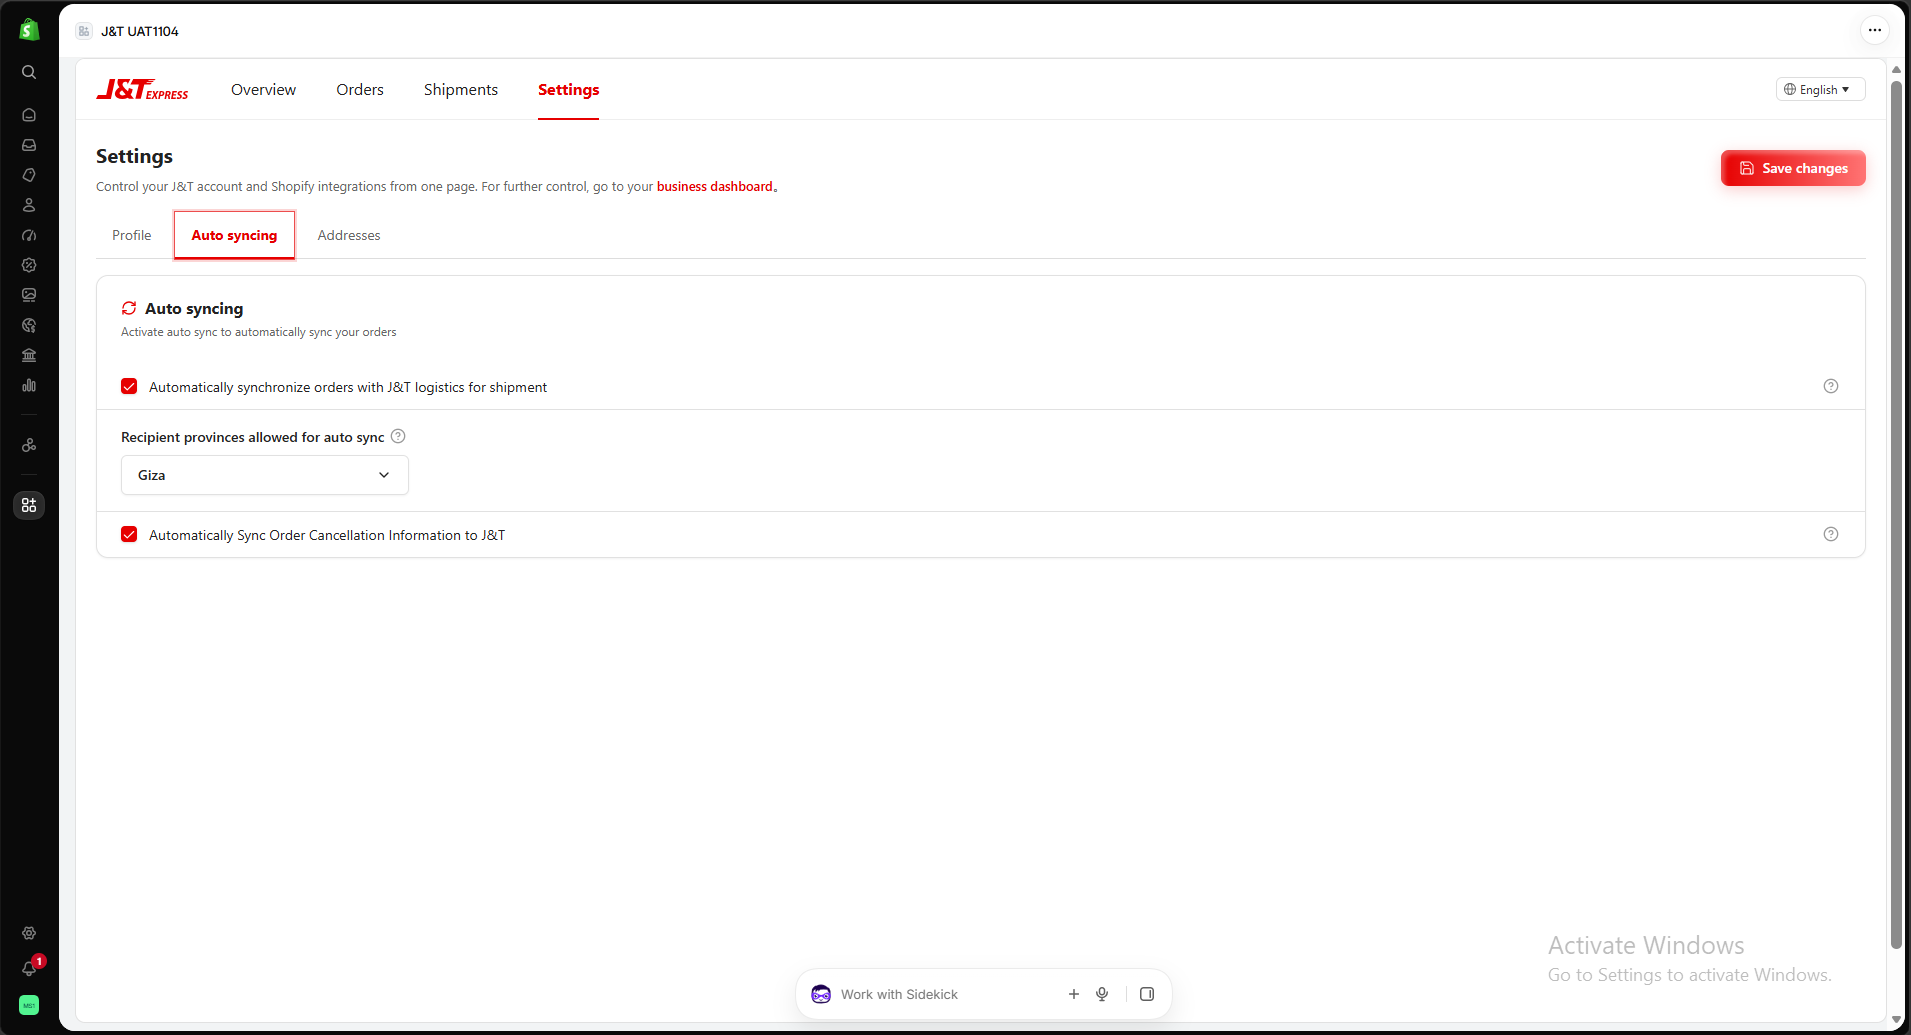 J&T UAT1104
J&T EXPRESS
Overview
Orders
Shipments
Settings
English
Settings
Save changes
Control your J&T account and Shopify integrations from one page. For further control, go to your business dashboard。
Profile
Auto syncing
Addresses
Auto syncing
Activate auto sync to automatically sync your orders
Automatically synchronize orders with J&T logistics for shipment
Recipient provinces allowed for auto sync
Giza
Automatically Sync Order Cancellation Information to J&T
Activate Windows
Go to Settings to activate Windows.
1
MS1
Work with Sidekick